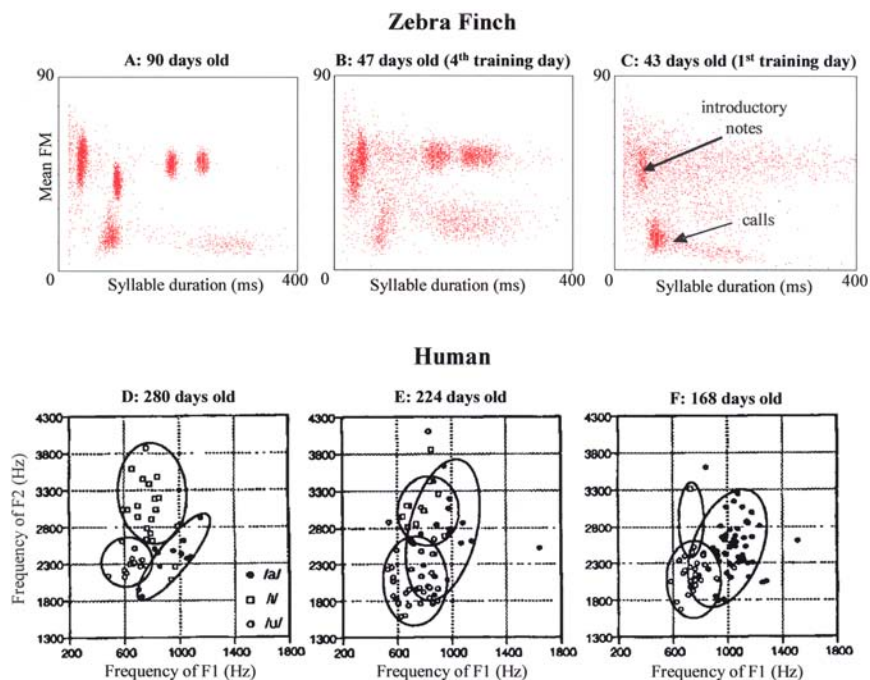 Zebra Finch
A: 90 days old
B: 47 days old (4th training day)
C: 43 days old (1st training day)
90
90
90
Mean FM
introductory
notes
calls
0
0
0
Syllable duration (ms)
400
Syllable duration (ms)
400
Syllable duration (ms)
400
Human
D: 280 days old
E: 224 days old
F: 168 days old
Frequency of F2 (Hz)
4300
3800
3300
2800
2300
1800
1300
/a/
/i/
/u/
200
600
1000
1400
1800
Frequency of F1 (Hz)
4300
3800
3300
2800
2300
1800
1300
200
600
1000
1400
1800
Frequency of F1 (Hz)
4300
3800
3300
2800
2300
1800
1300
200
600
1000
1400
1800
Frequency of F1 (Hz)